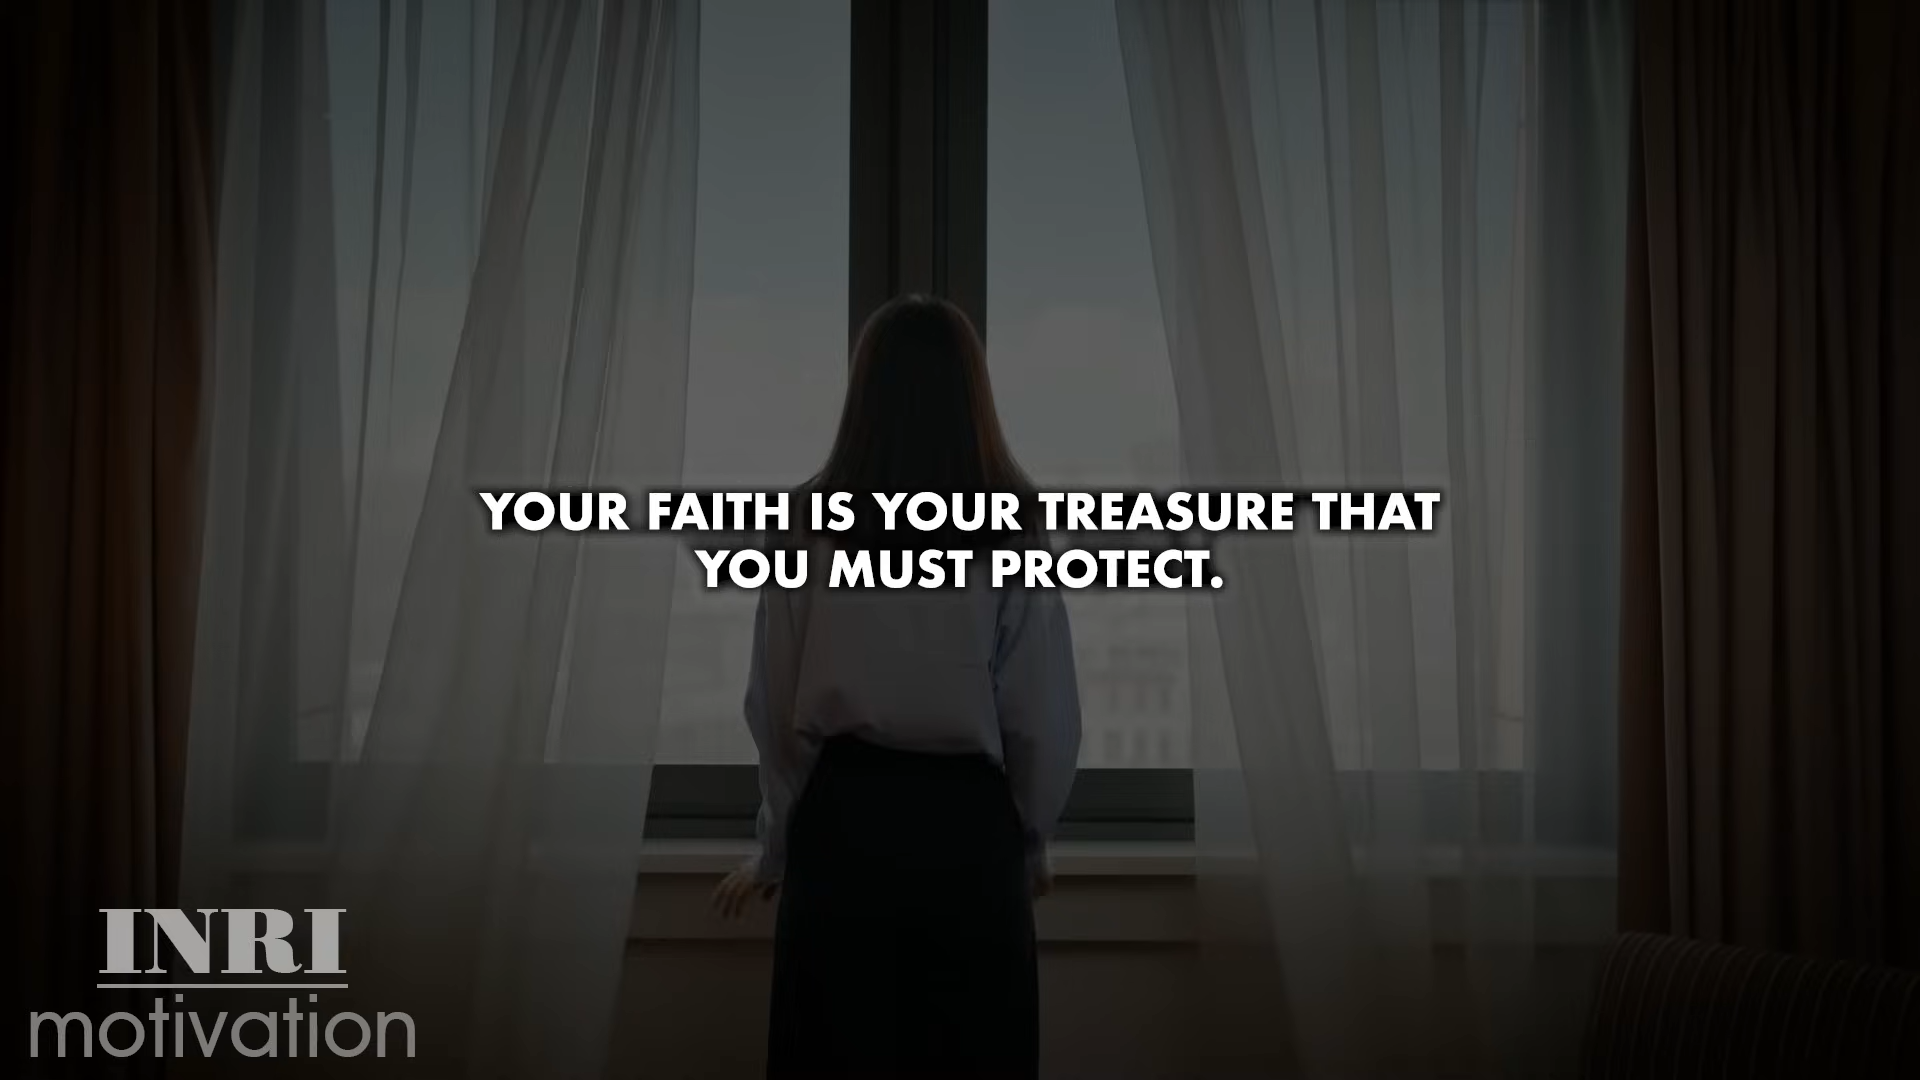 YOUR FAITH IS YOUR TREASURE THAT
YOU MUST PROTECT.
INRI
motivation